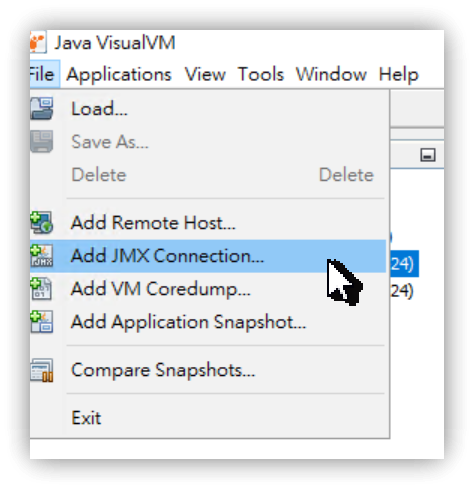 Java VisualVM
File Applications View Tools Window Help
Load...
Save As...
Delete Delete
Add Remote Host...
)
Add JMX Connection... 24)
Add VM Coredump... 24)
Add Application Snapshot...
Compare Snapshots...
Exit